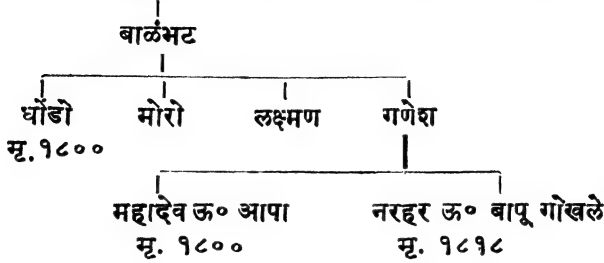 बाळंभट
धोंडो मोरो लक्ष्मण गणेश
मृ. १८००
महादेव ऊ० आपा नरहर ऊ० बापू गोखले
मृ. १८०० मृ. १८१८